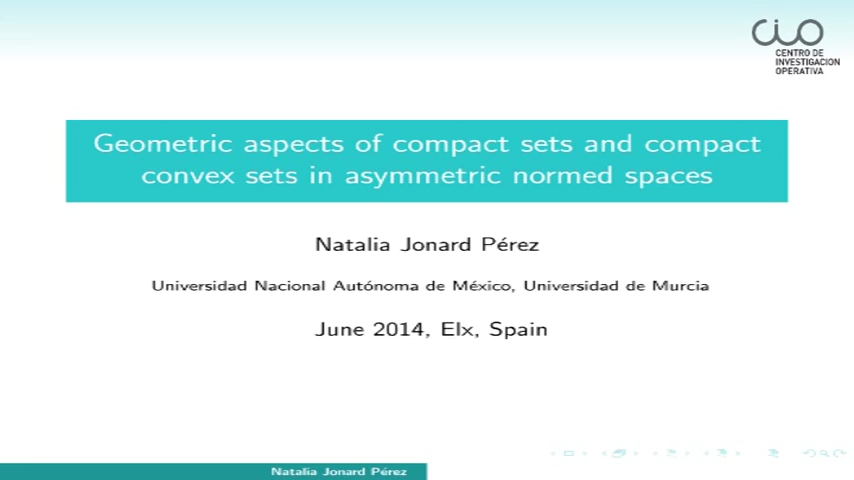 CIO
CENTRO DE
INVESTIGACION
OPERATIVA
Geometric aspects of compact sets and compact
convex sets in asymmetric normed spaces
Natalia Jonard Pérez
Universidad Nacional Autónoma de México, Universidad de Murcia
June 2014, Elx, Spain
Natalia Jonard Pérez